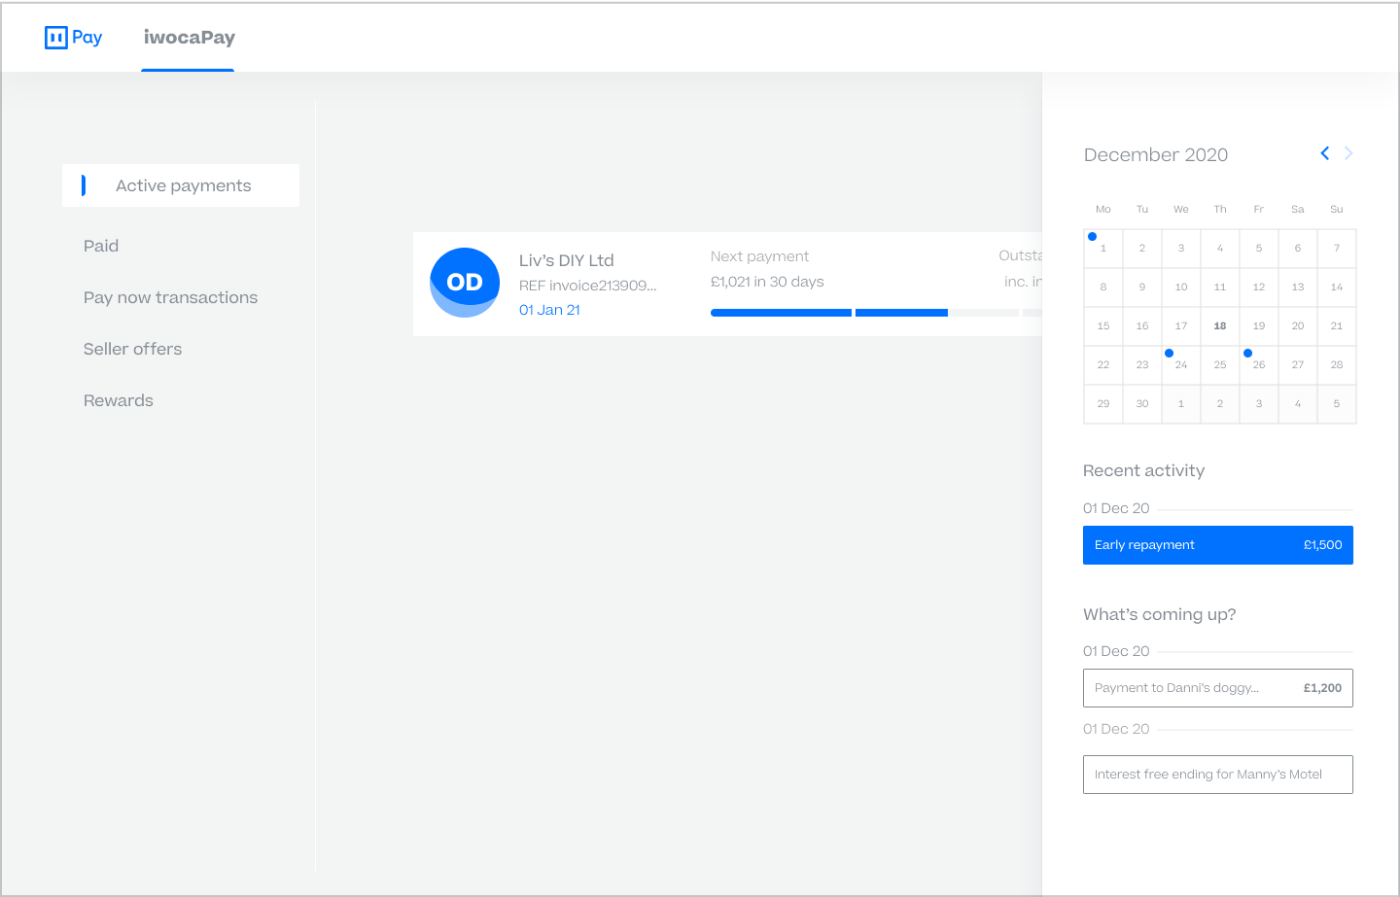 Pay
iwocaPay
Active payments
Paid
Pay now transactions
Seller offers
Rewards
OD
Liv's DIY Ltd
REF invoice213909...
01 Jan 21
Next payment
£1,021 in 30 days
Outsta
inc. in
December 2020
Mo Tu We Th Fr Sa Su
1 2 3 4 5 6 7
8 9 10 11 12 13 14
15 16 17 18 19 20 21
22 23 24 25 26 27 28
29 30 1 2 3 4 5
Recent activity
01 Dec 20
Early repayment £1,500
What's coming up?
01 Dec 20
Payment to Danni's doggy... £1,200
01 Dec 20
Interest free ending for Manny's Motel